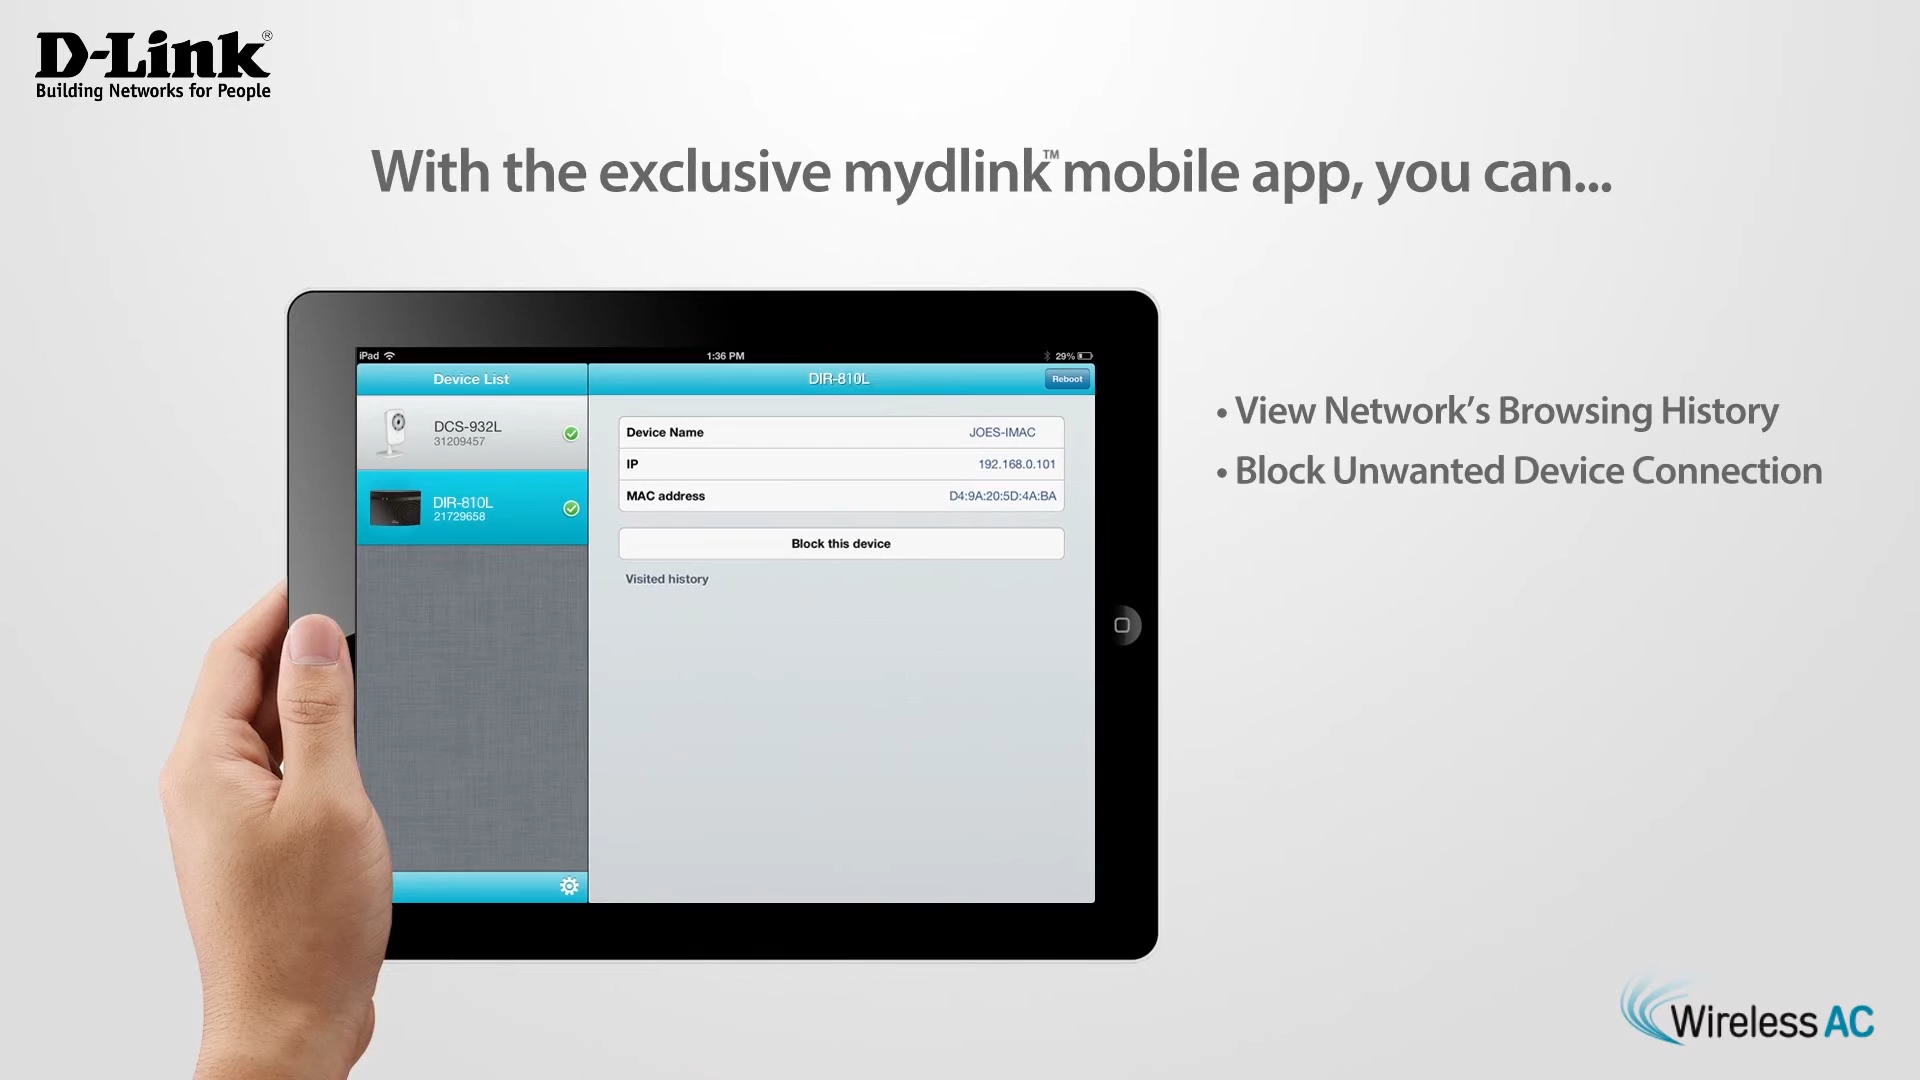 D-Link®
Building Networks for People
With the exclusive mydlink™ mobile app, you can...
iPad
1:36 PM
29%
Device List
DIR-810L
Reboot
DCS-932L
31209457
DIR-810L
21729658
Device Name
JOES-IMAC
IP
192.168.0.101
MAC address
D4:9A:20:5D:4A:BA
Block this device
Visited history
• View Network's Browsing History
• Block Unwanted Device Connection
Wireless AC